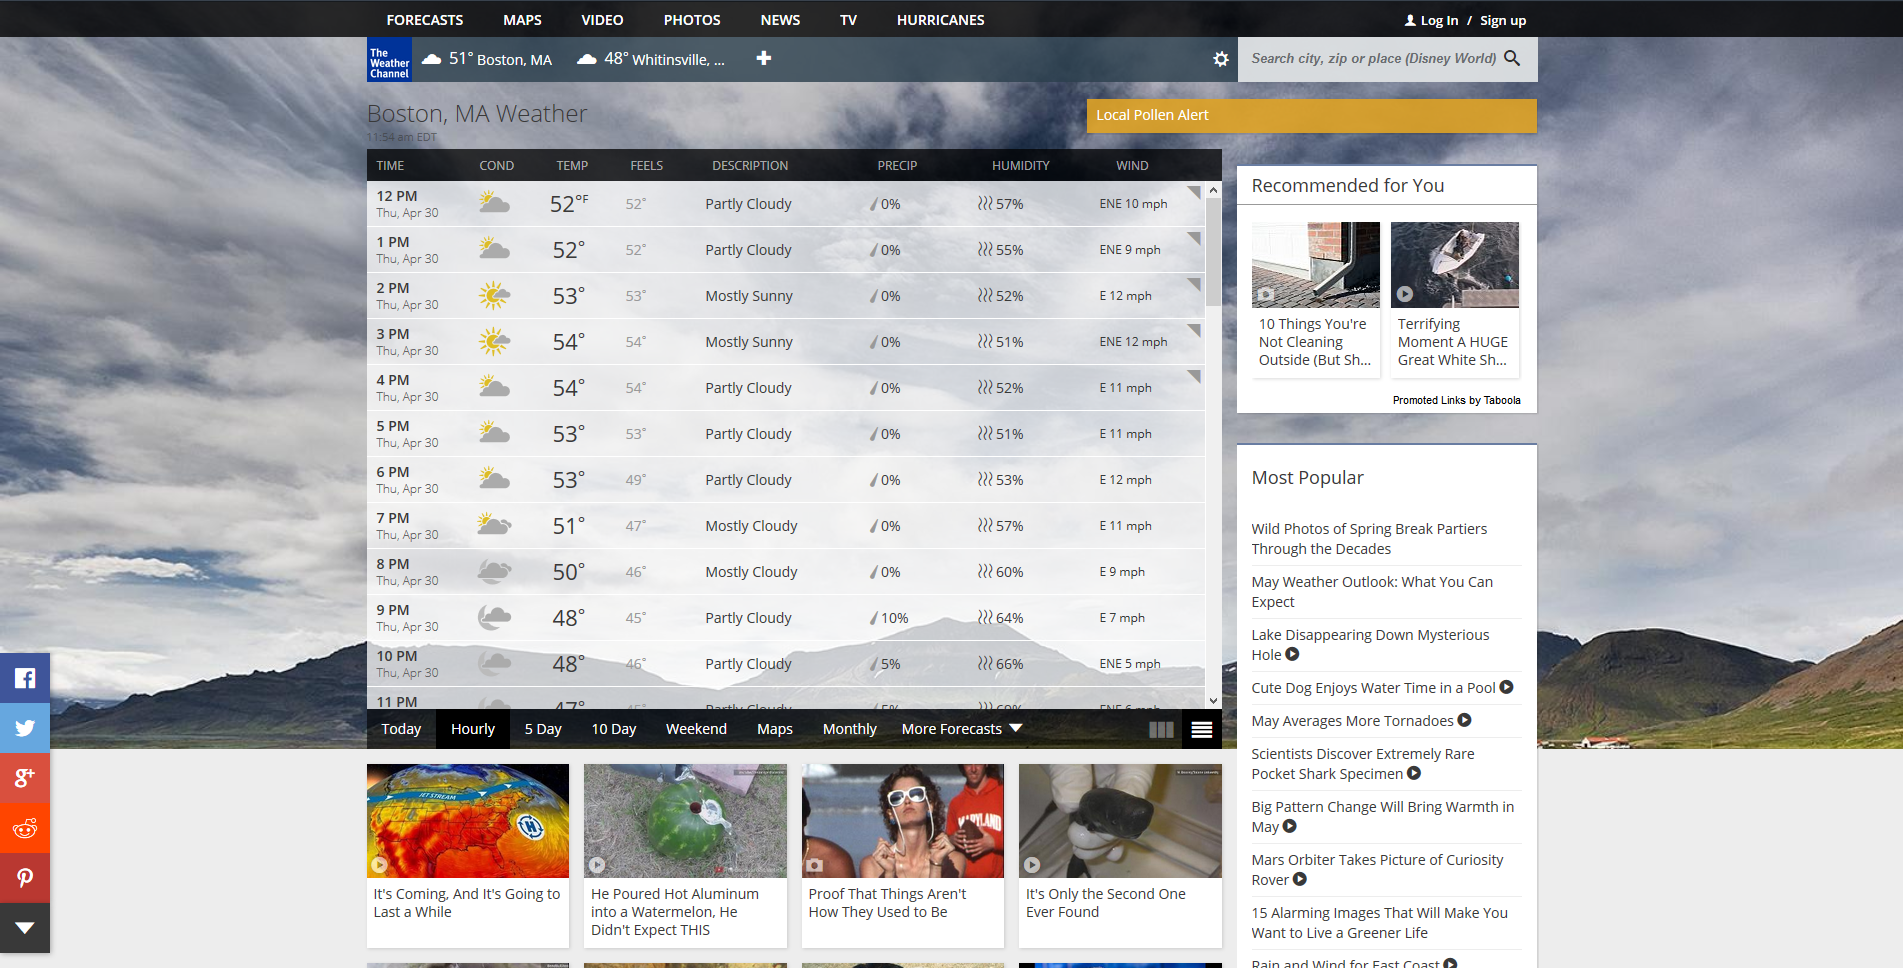 FORECASTS MAPS VIDEO PHOTOS NEWS TV HURRICANES Log In / Sign up
The
Weather
Channel
51° Boston, MA 48° Whitinsville, ... Search city, zip or place (Disney World)
Boston, MA Weather
11:54 am EDT
Local Pollen Alert
TIME COND TEMP FEELS DESCRIPTION PRECIP HUMIDITY WIND
12 PM
Thu, Apr 30
52°F 52° Partly Cloudy 0% 57% ENE 10 mph
1 PM
Thu, Apr 30
52° 52° Partly Cloudy 0% 55% ENE 9 mph
2 PM
Thu, Apr 30
53° 53° Mostly Sunny 0% 52% E 12 mph
3 PM
Thu, Apr 30
54° 54° Mostly Sunny 0% 51% ENE 12 mph
4 PM
Thu, Apr 30
54° 54° Partly Cloudy 0% 52% E 11 mph
5 PM
Thu, Apr 30
53° 53° Partly Cloudy 0% 51% E 11 mph
6 PM
Thu, Apr 30
53° 49° Partly Cloudy 0% 53% E 12 mph
7 PM
Thu, Apr 30
51° 47° Mostly Cloudy 0% 57% E 11 mph
8 PM
Thu, Apr 30
50° 46° Mostly Cloudy 0% 60% E 9 mph
9 PM
Thu, Apr 30
48° 45° Partly Cloudy 10% 64% E 7 mph
10 PM
Thu, Apr 30
48° 46° Partly Cloudy 5% 66% ENE 5 mph
11 PM
Today Hourly 5 Day 10 Day Weekend Maps Monthly More Forecasts
JET STREAM
H
MARYLAND
It's Coming, And It's Going to
Last a While
He Poured Hot Aluminum
into a Watermelon, He
Didn't Expect THIS
Proof That Things Aren't
How They Used to Be
It's Only the Second One
Ever Found
Recommended for You
10 Things You're
Not Cleaning
Outside (But Sh...
Terrifying
Moment A HUGE
Great White Sh...
Promoted Links by Taboola
Most Popular
Wild Photos of Spring Break Partiers
Through the Decades
May Weather Outlook: What You Can
Expect
Lake Disappearing Down Mysterious
Hole
Cute Dog Enjoys Water Time in a Pool
May Averages More Tornadoes
Scientists Discover Extremely Rare
Pocket Shark Specimen
Big Pattern Change Will Bring Warmth in
May
Mars Orbiter Takes Picture of Curiosity
Rover
15 Alarming Images That Will Make You
Want to Live a Greener Life
Rain and Wind for East Coast
g+